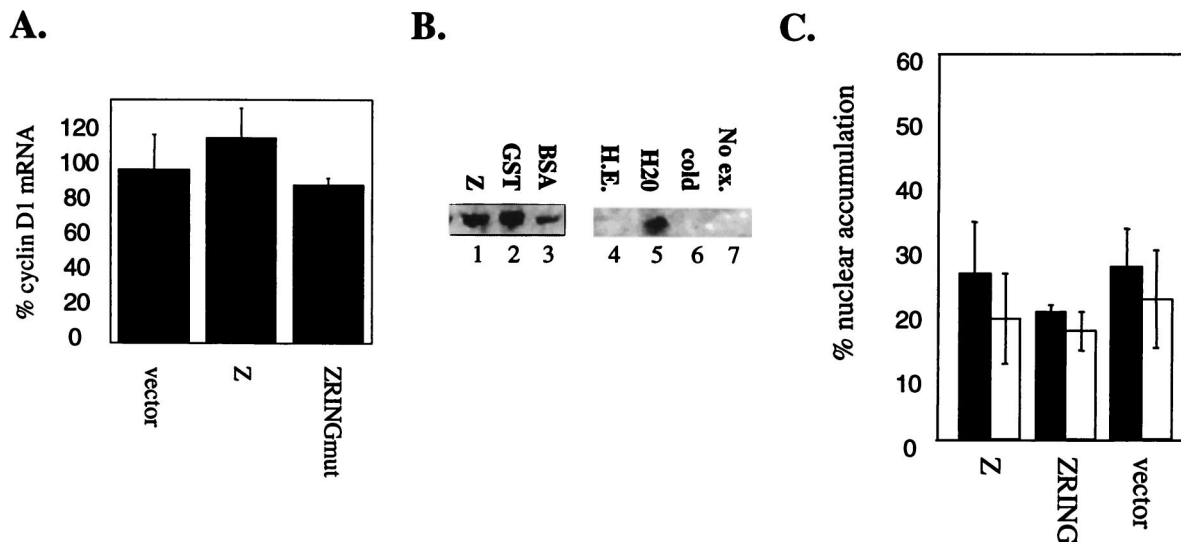 A.
% cyclin D1 mRNA
120
100
80
60
40
20
0
vector
Z
ZRINGmut
B.
Z
GST
BSA
H.E.
H20
cold
No ex.
1 2 3 4 5 6 7
C.
% nuclear accumulation
60
50
40
30
20
10
0
Z
ZRING
vector